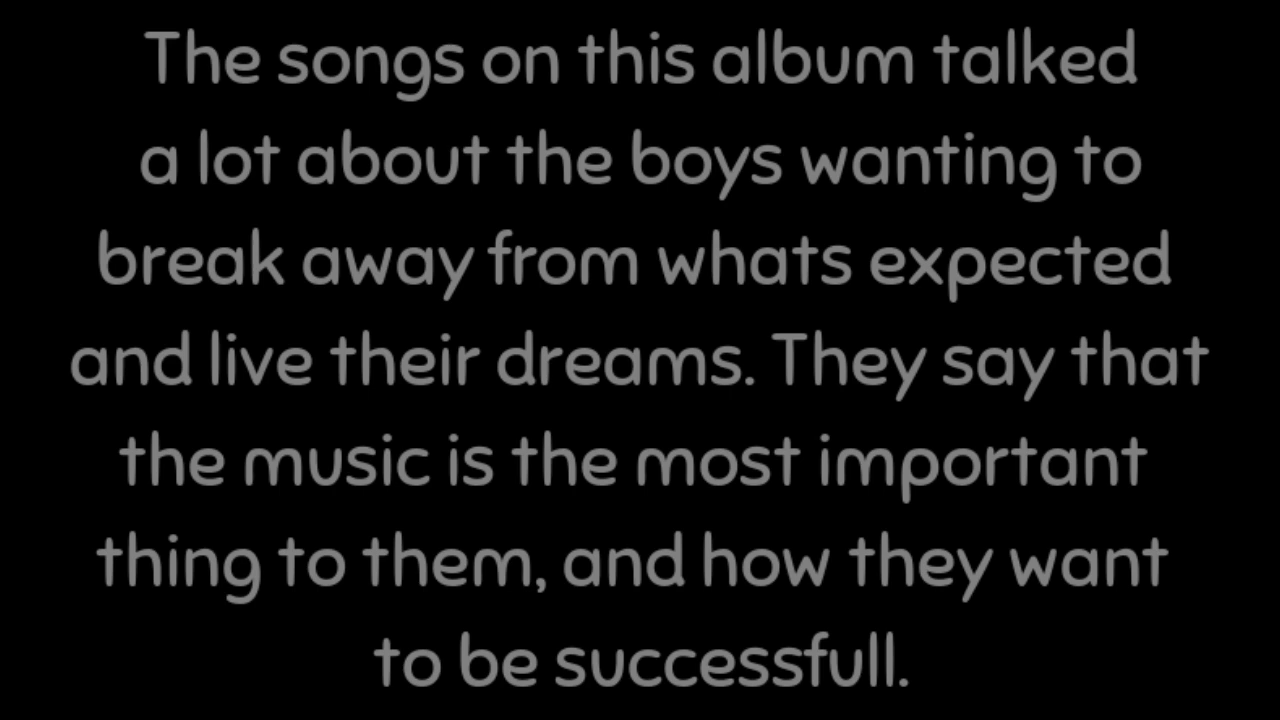 The songs on this album talked
a lot about the boys wanting to
break away from whats expected
and live their dreams. They say that
the music is the most important
thing to them, and how they want
to be successfull.